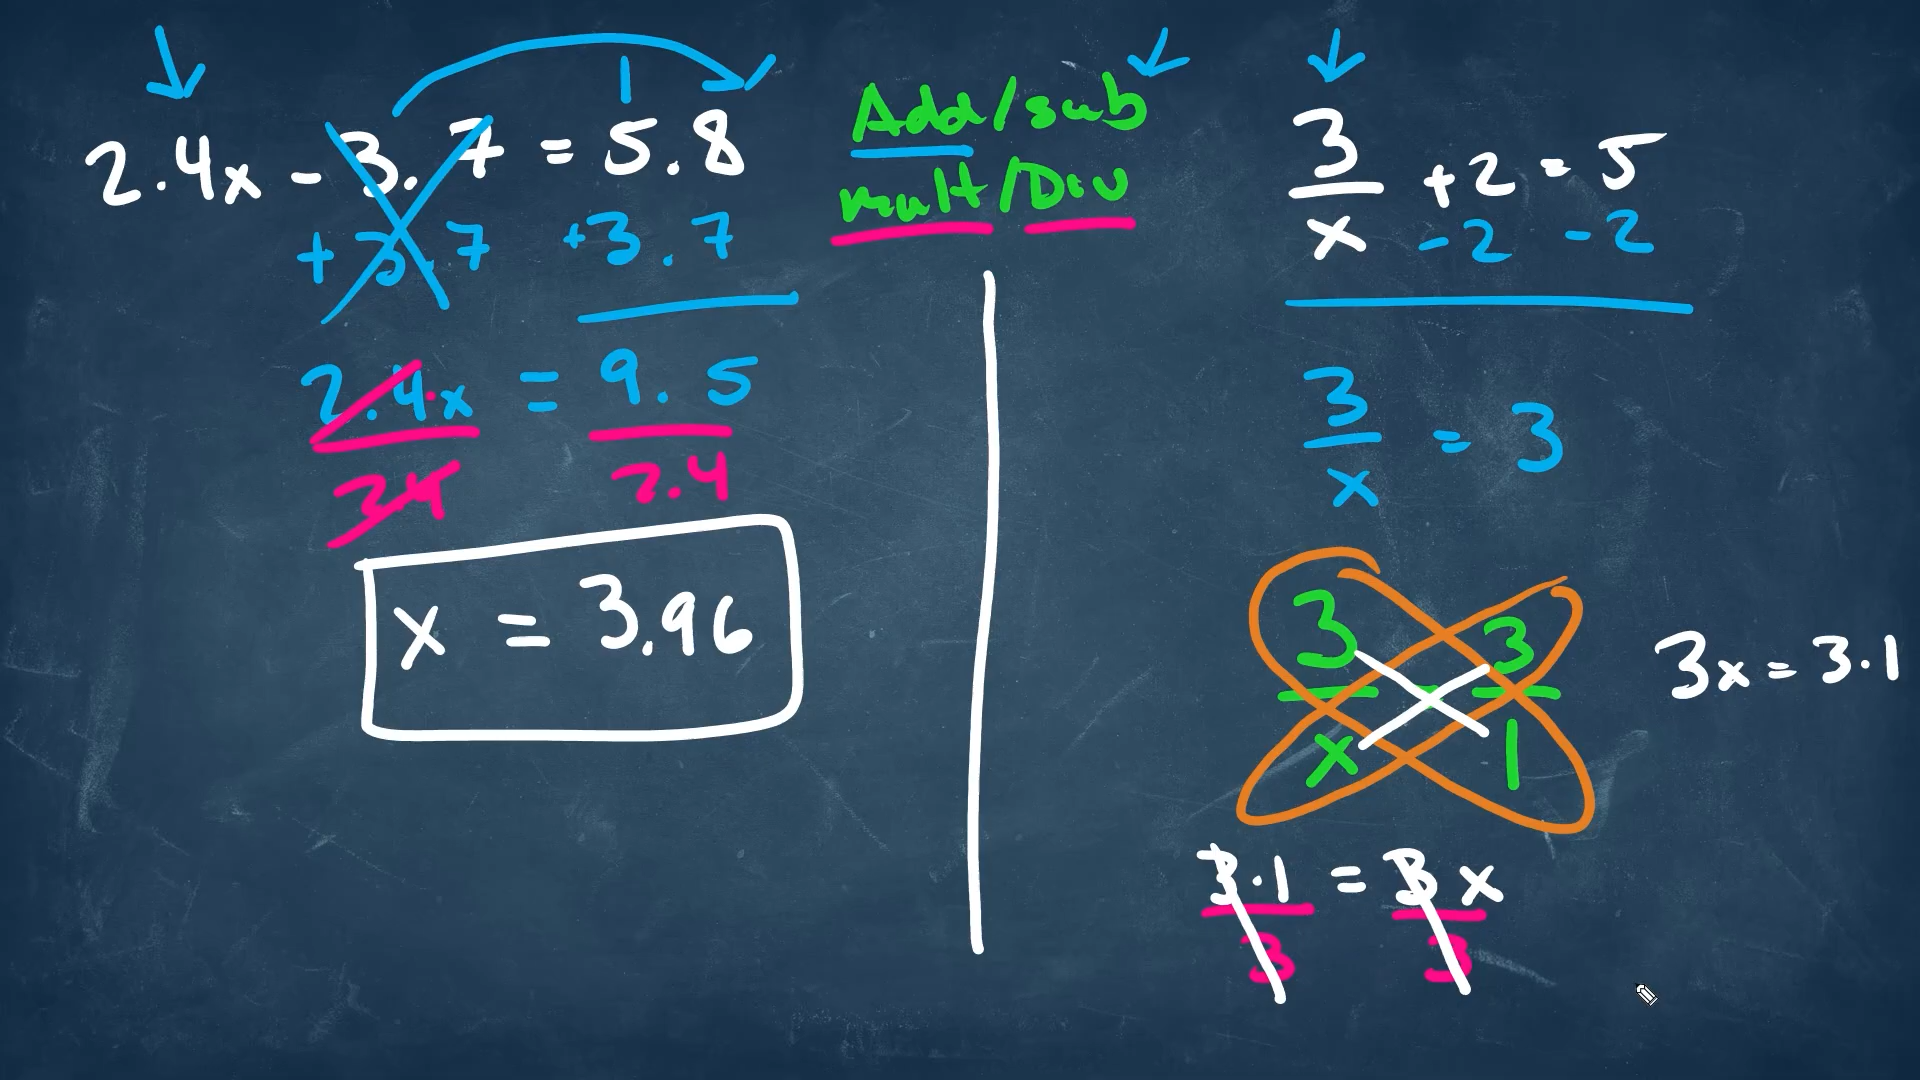 2.4x - 3.7 = 5.8
+3.7 +3.7
2.4x = 9.5
2.4 2.4
x = 3.96
Add/sub
mult/Div
3/x +2 = 5
-2 -2
3/x = 3
3/x = 3/1
3x = 3·1
3·1 = 3x
3 3